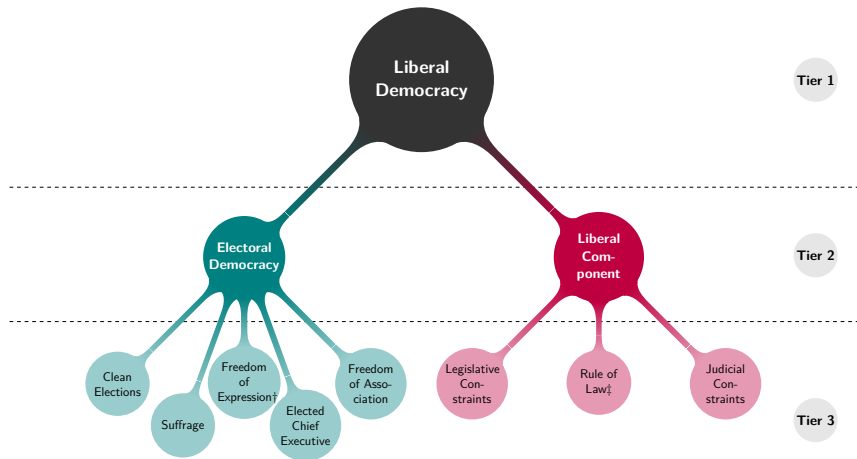 Liberal
Democracy
Tier 1
Electoral
Democracy
Liberal
Com-
ponent
Tier 2
Clean
Elections
Suffrage
Freedom
of
Expression†
Elected
Chief
Executive
Freedom
of Asso-
ciation
Legislative
Con-
straints
Rule of
Law‡
Judicial
Con-
straints
Tier 3